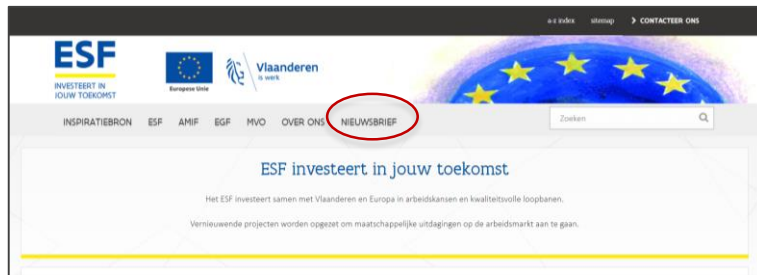 a-z index sitemap > CONTACTEER ONS
ESF
INVESTEERT IN
JOUW TOEKOMST
Europese Unie
Vlaanderen
is werk
INSPIRATIEBRON ESF AMIF EGF MVO OVER ONS NIEUWSBRIEF
Zoeken
ESF investeert in jouw toekomst
Het ESF investeert samen met Vlaanderen en Europa in arbeidskansen en kwaliteitsvolle loopbanen.
Vernieuwende projecten worden opgezet om maatschappelijke uitdagingen op de arbeidsmarkt aan te gaan.